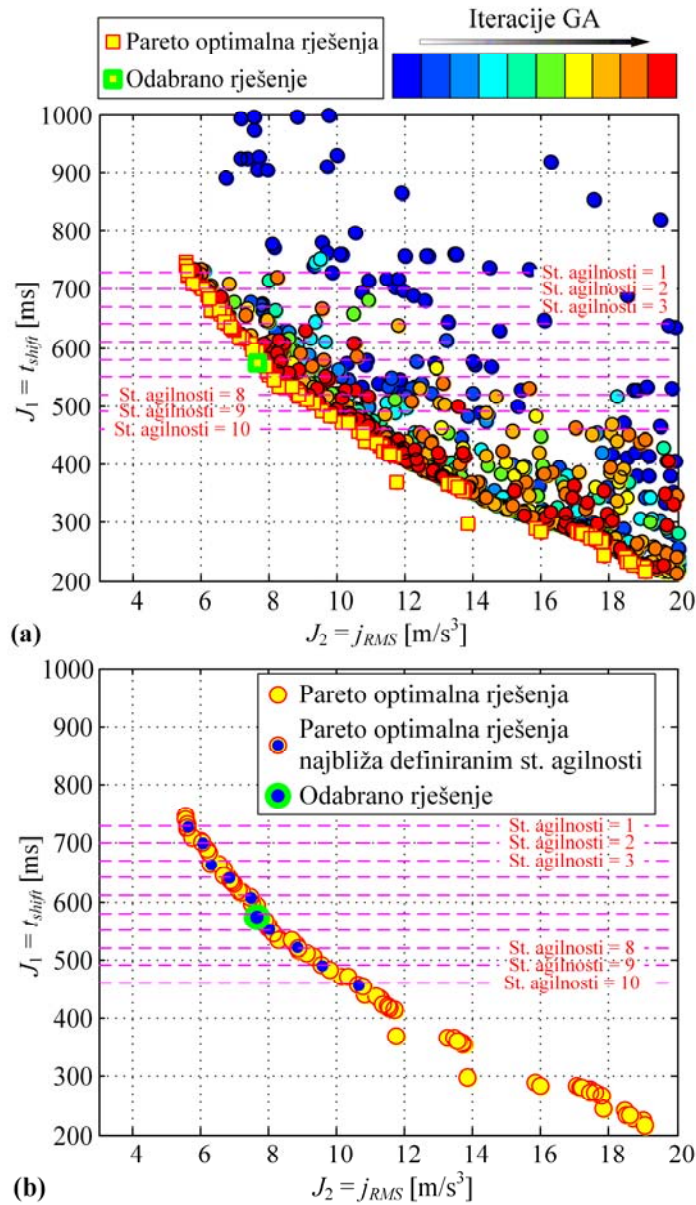 Iteracije GA
Pareto optimalna rješenja
Odabrano rješenje
1000
900
800
700
600
500
400
300
200
J₁ = tshift [ms]
St. agilnosti = 1
St. agilnosti = 2
St. agilnosti = 3
St. agilnosti = 8
St. agilnosti = 9
St. agilnosti = 10
4 6 8 10 12 14 16 18 20
(a)
J₂ = jRMS [m/s³]
1000
900
800
700
600
500
400
300
200
J₁ = tshift [ms]
Pareto optimalna rješenja
Pareto optimalna rješenja
najbliža definiranim st. agilnosti
Odabrano rješenje
St. agilnosti = 1
St. agilnosti = 2
St. agilnosti = 3
St. agilnosti = 8
St. agilnosti = 9
St. agilnosti = 10
4 6 8 10 12 14 16 18 20
(b)
J₂ = jRMS [m/s³]